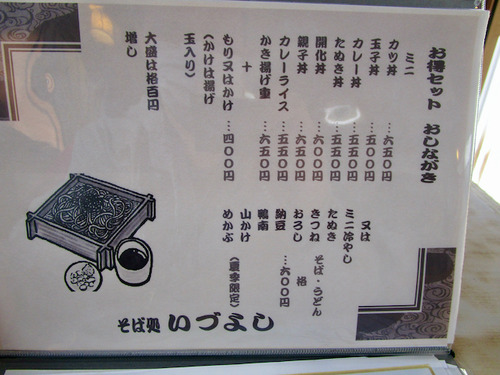 お得セット　おしながき
ミニ
カツ丼　…六五〇円
玉子丼　…五五〇円
カレー丼　…五五〇円
たぬき丼　…五五〇円
開化丼　…六〇〇円
親子丼　…六五〇円
カレーライス　…五五〇円
かき揚げ重　…六五〇円
＋
もり又はかけ　…四〇〇円
（かけは揚げ
玉入り）
大盛は格百円
増し
又は
ミニ冷やし
たぬき
きつね　そば・うどん
おろし　格
納豆　…六〇〇円
鴨南
山かけ
めかぶ　（夏季限定）
そば処　いづよし